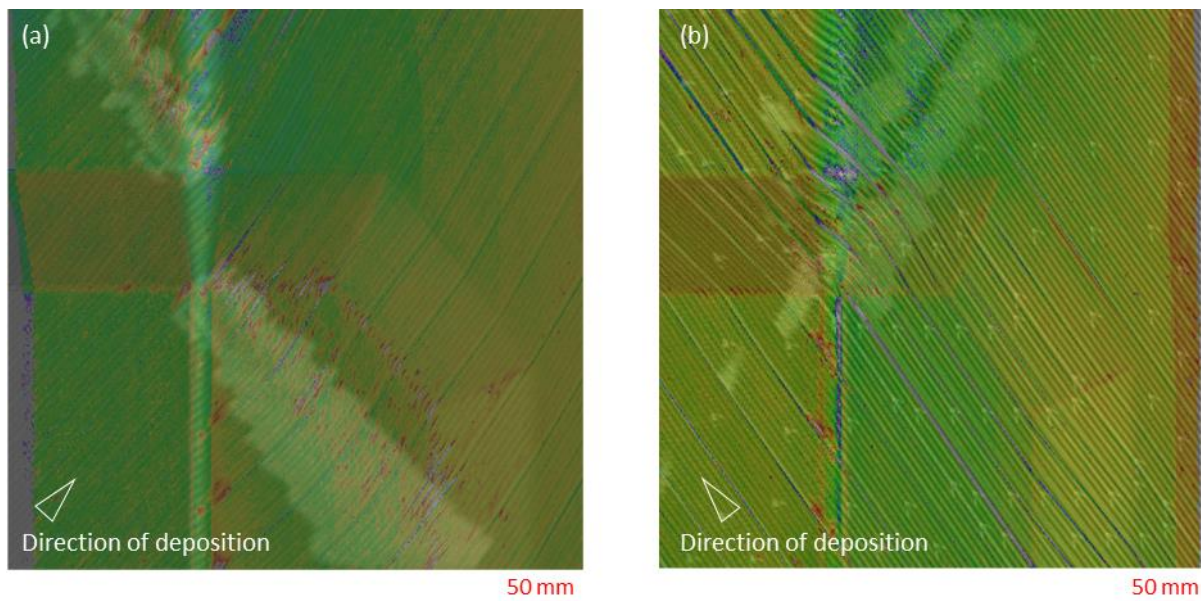 (a)
(b)
Direction of deposition
Direction of deposition
50 mm
50 mm